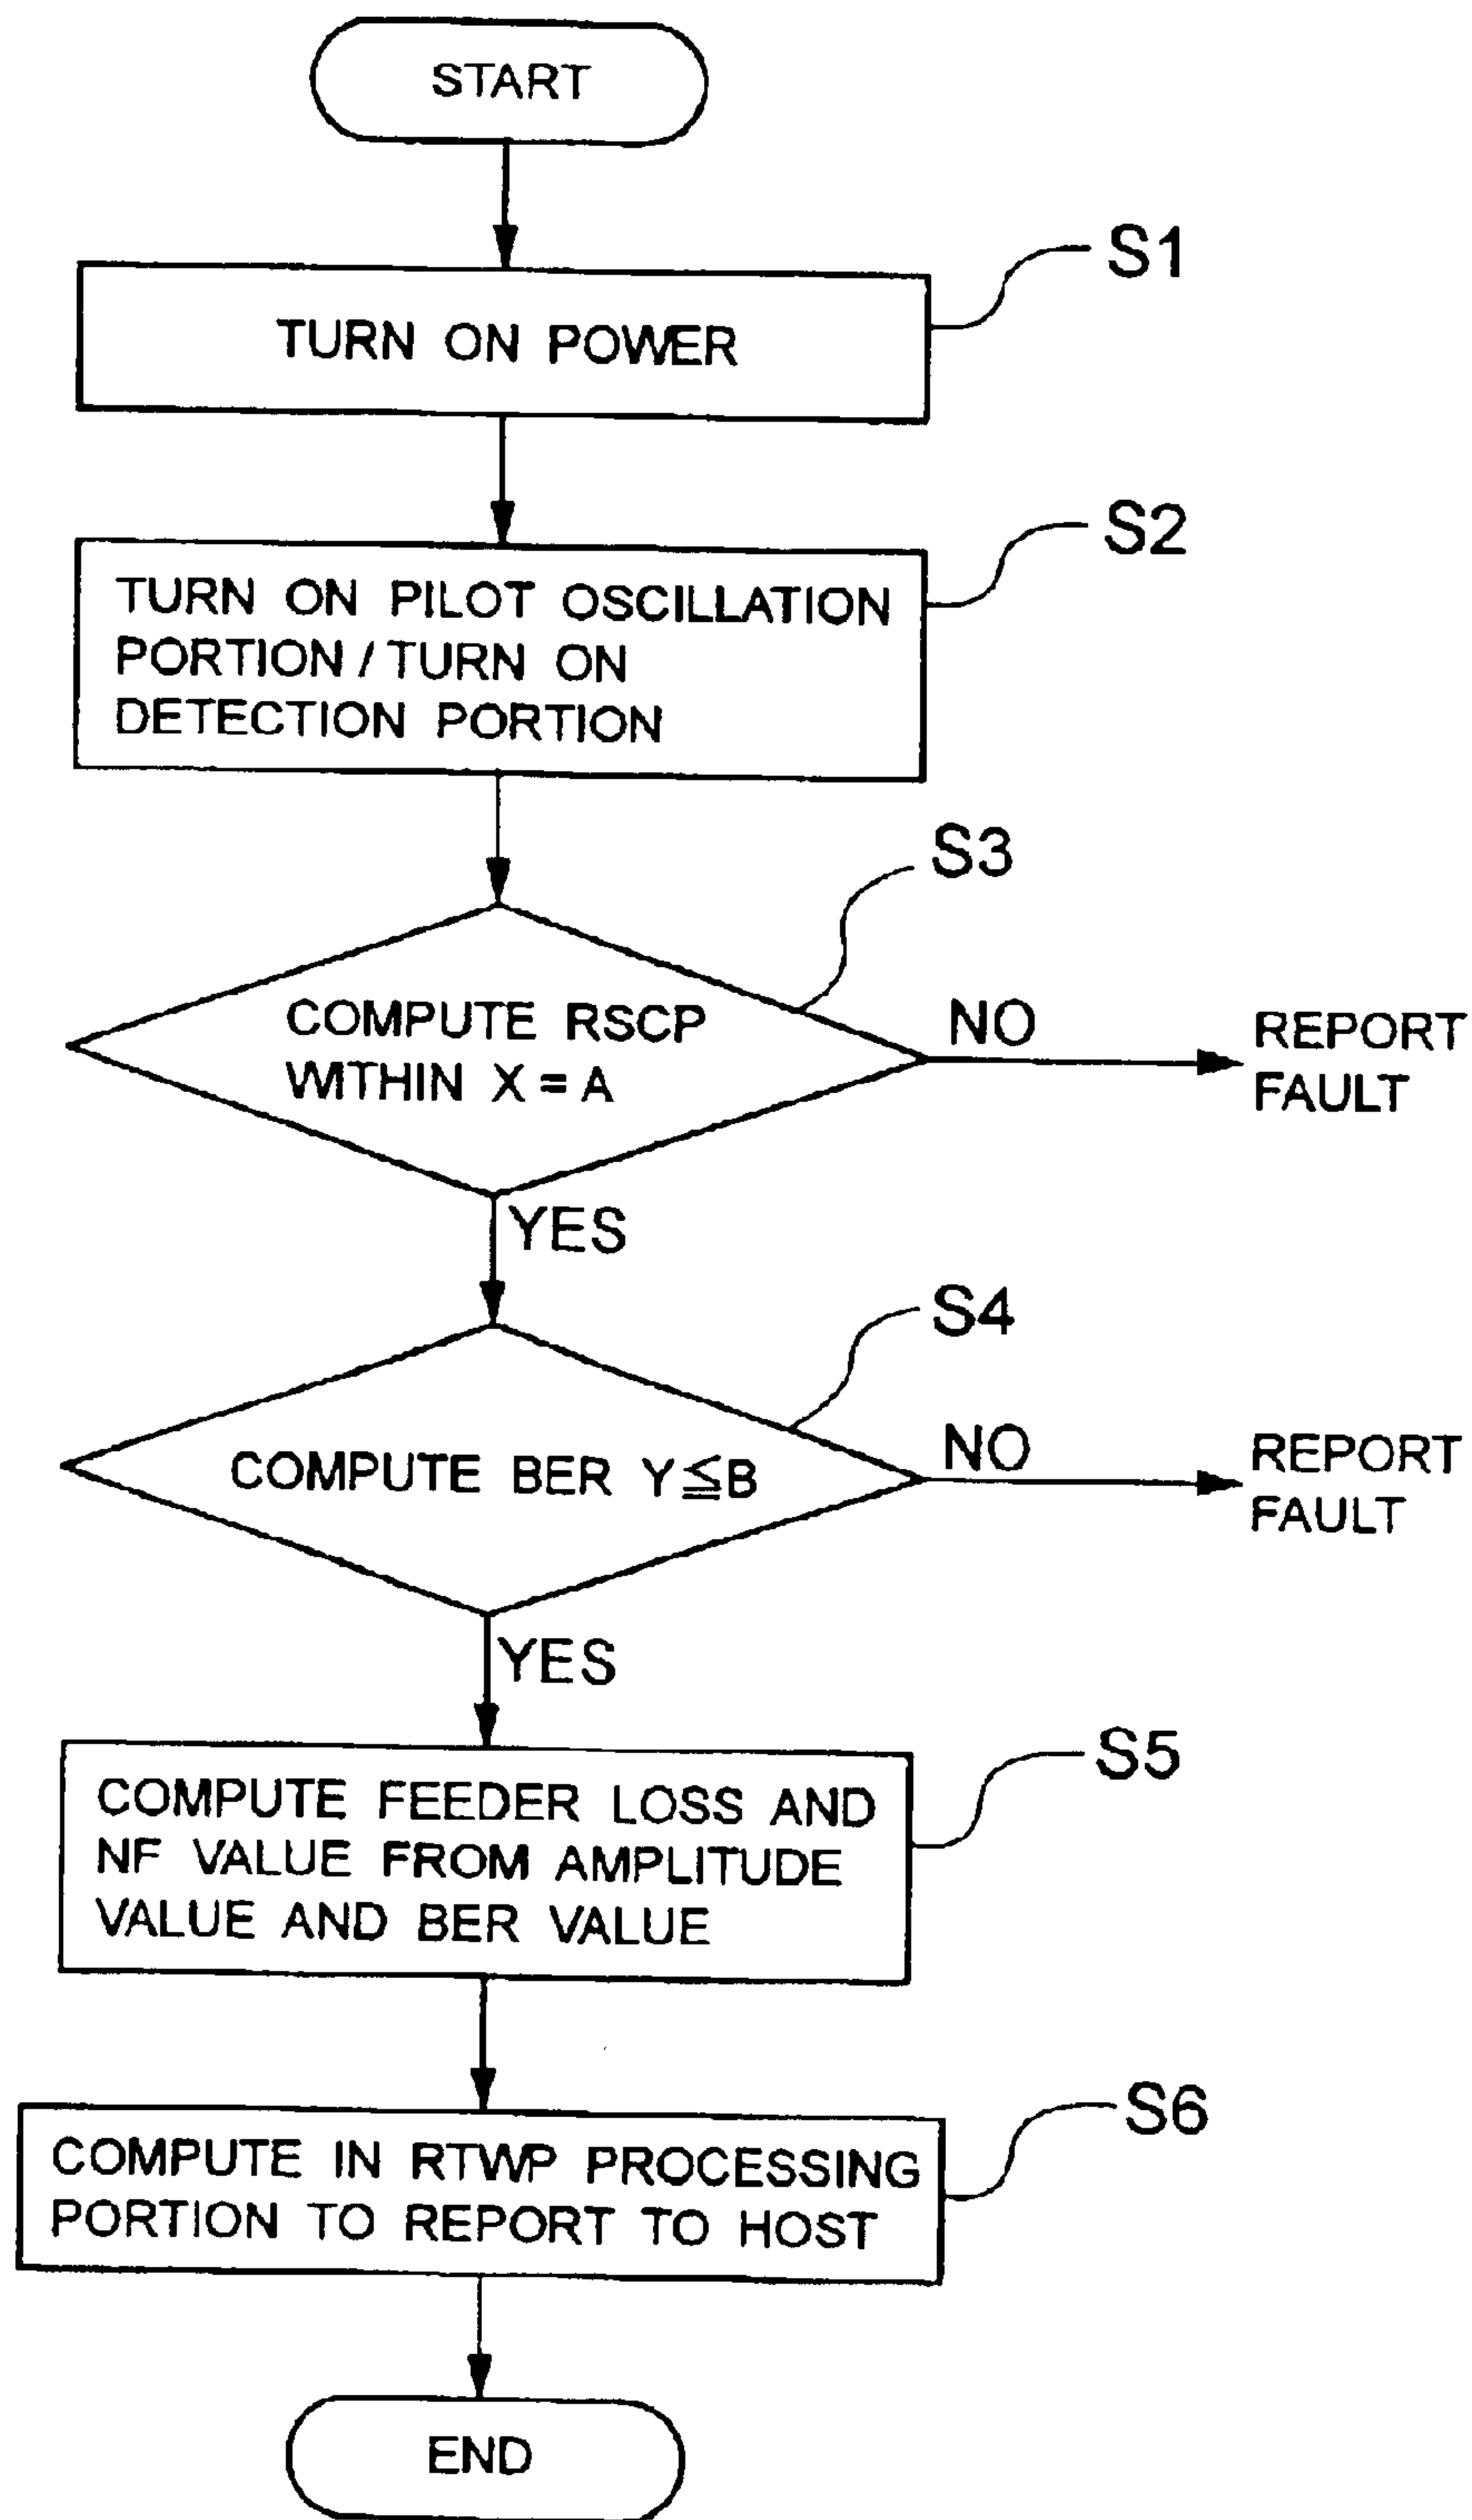 START
S1
TURN ON POWER
S2
TURN ON PILOT OSCILLATION
PORTION/TURN ON
DETECTION PORTION
S3
COMPUTE RSCP
WITHIN X=A
NO
REPORT
FAULT
YES
S4
COMPUTE BER Y≦B
NO
REPORT
FAULT
YES
S5
COMPUTE FEEDER LOSS AND
NF VALUE FROM AMPLITUDE
VALUE AND BER VALUE
S6
COMPUTE IN RTWP PROCESSING
PORTION TO REPORT TO HOST
END